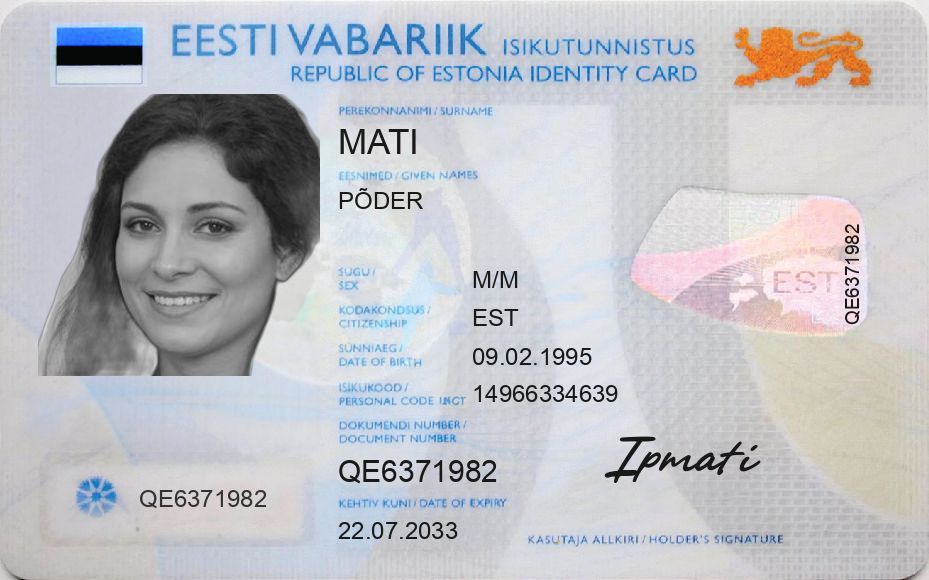 EESTI VABARIIK ISIKUTUNNISTUS
REPUBLIC OF ESTONIA IDENTITY CARD
PEREKONNANIMI / SURNAME
MATI
EESNIMED / GIVEN NAMES
PÕDER
SUGU /
SEX
M/M
KODAKONDSUS /
CITIZENSHIP
EST
SÜNNIAEG /
DATE OF BIRTH
09.02.1995
ISIKUKOOD /
PERSONAL CODE
14966334639
DOKUMENDI NUMBER /
DOCUMENT NUMBER
QE6371982
KEHTIV KUNI / DATE OF EXPIRY
22.07.2033
QE6371982
EST
QE6371982
Ipmati
KASUTAJA ALLKIRI / HOLDER'S SIGNATURE